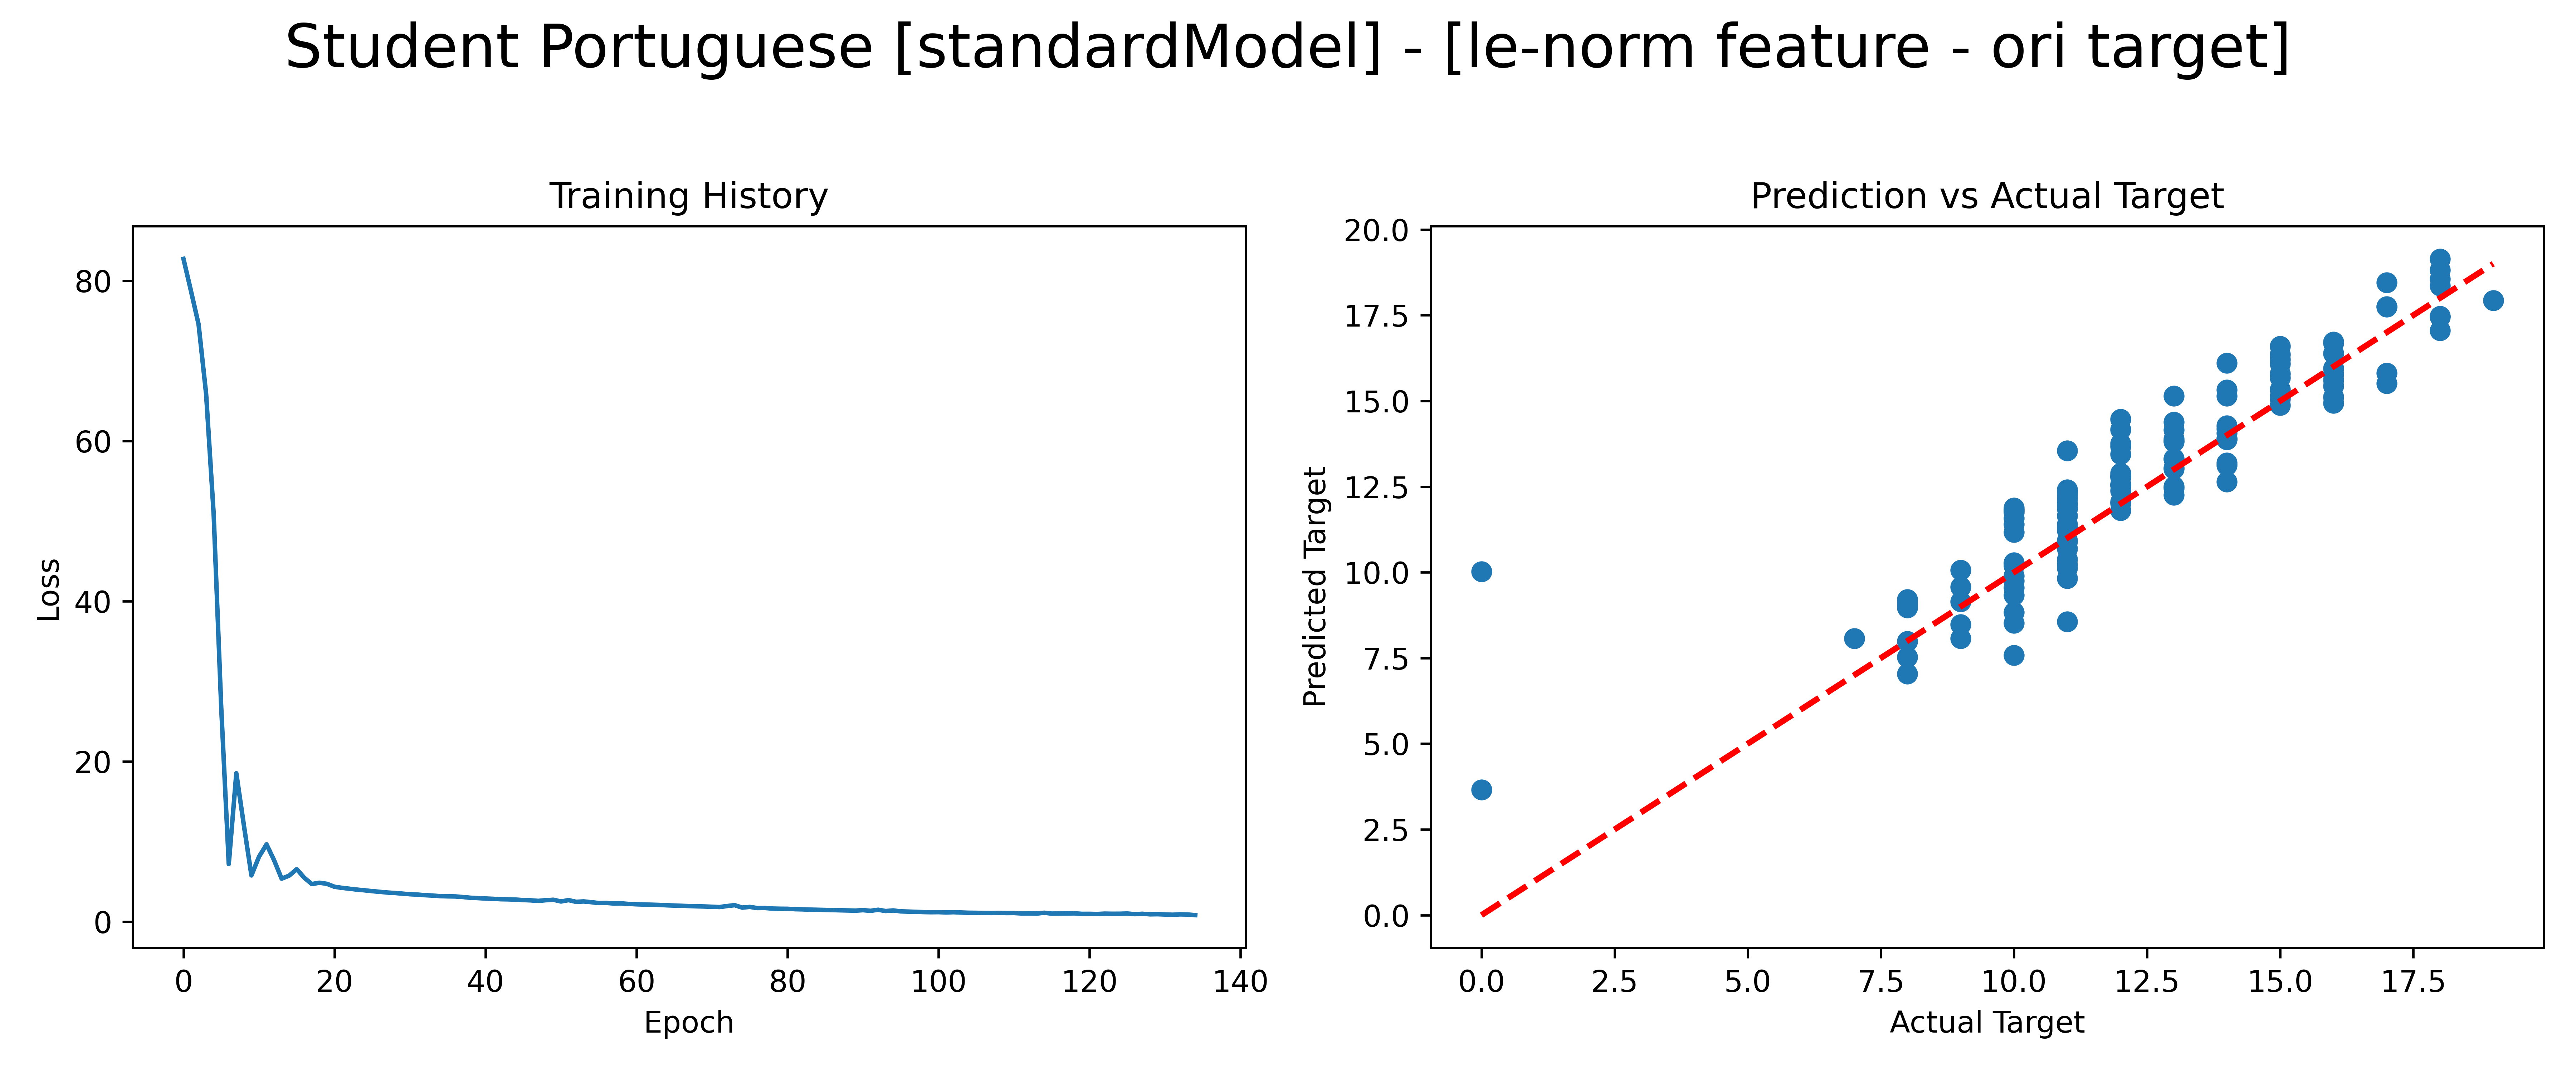 Student Portuguese [standardModel] - [le-norm feature - ori target]
Training History
80
60
40
20
0
Loss
0 20 40 60 80 100 120 140
Epoch
Prediction vs Actual Target
20.0
17.5
15.0
12.5
10.0
7.5
5.0
2.5
0.0
Predicted Target
0.0 2.5 5.0 7.5 10.0 12.5 15.0 17.5
Actual Target